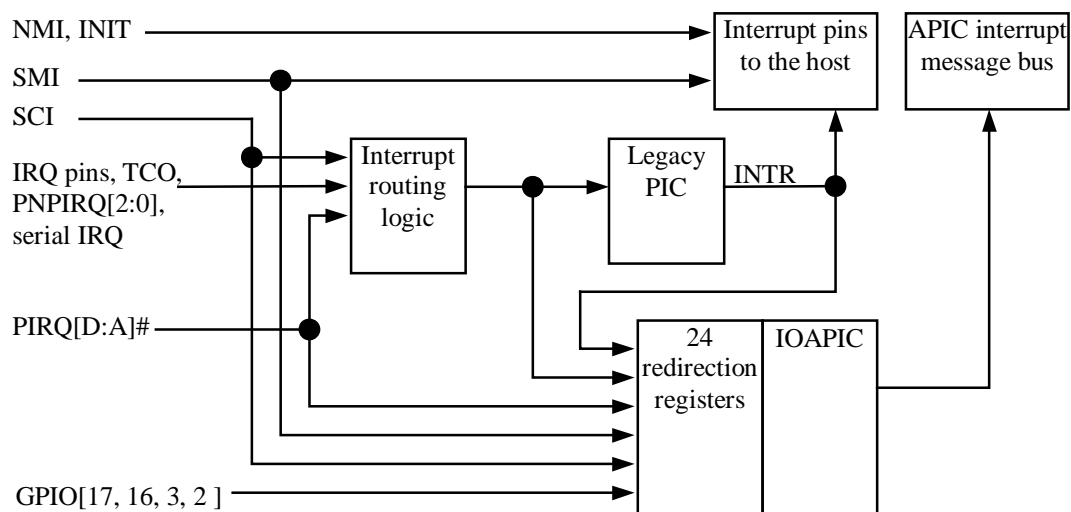 NMI, INIT
SMI
SCI
IRQ pins, TCO,
PNPIRQ[2:0],
serial IRQ
PIRQ[D:A]#
GPIO[17, 16, 3, 2 ]
Interrupt
routing
logic
Legacy
PIC
INTR
Interrupt pins
to the host
APIC interrupt
message bus
24
redirection
registers
IOAPIC